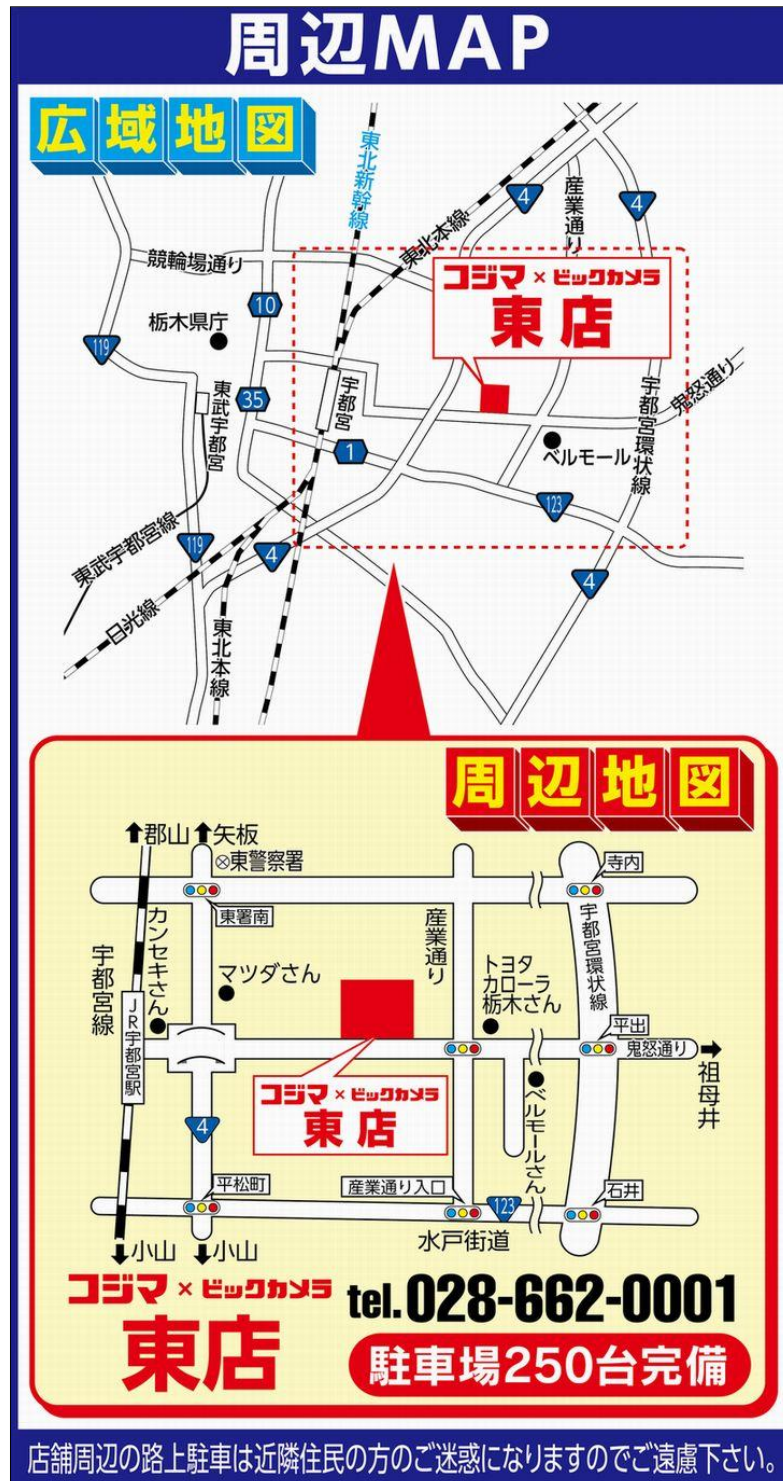 周辺MAP
広域地図
東北新幹線
東北本線
4
産業通り
4
競輪場通り
コジマ×ビックカメラ
東店
10
栃木県庁
119
東武宇都宮
35
宇都宮
鬼怒通り
宇都宮環状線
1
ベルモール
123
東武宇都宮線
119
4
4
日光線
東北本線
周辺地図
郡山
矢板
東警察署
寺内
東署南
カンセキさん
宇都宮線
マツダさん
産業通り
トヨタ
カローラ
栃木さん
宇都宮環状線
JR宇都宮駅
平出
鬼怒通り
祖母井
コジマ×ビックカメラ
東店
4
ベルモールさん
平松町
産業通り入口
123
石井
水戸街道
小山
小山
コジマ×ビックカメラ
東店
tel.028-662-0001
駐車場250台完備
店舗周辺の路上駐車は近隣住民の方のご迷惑になりますのでご遠慮下さい。